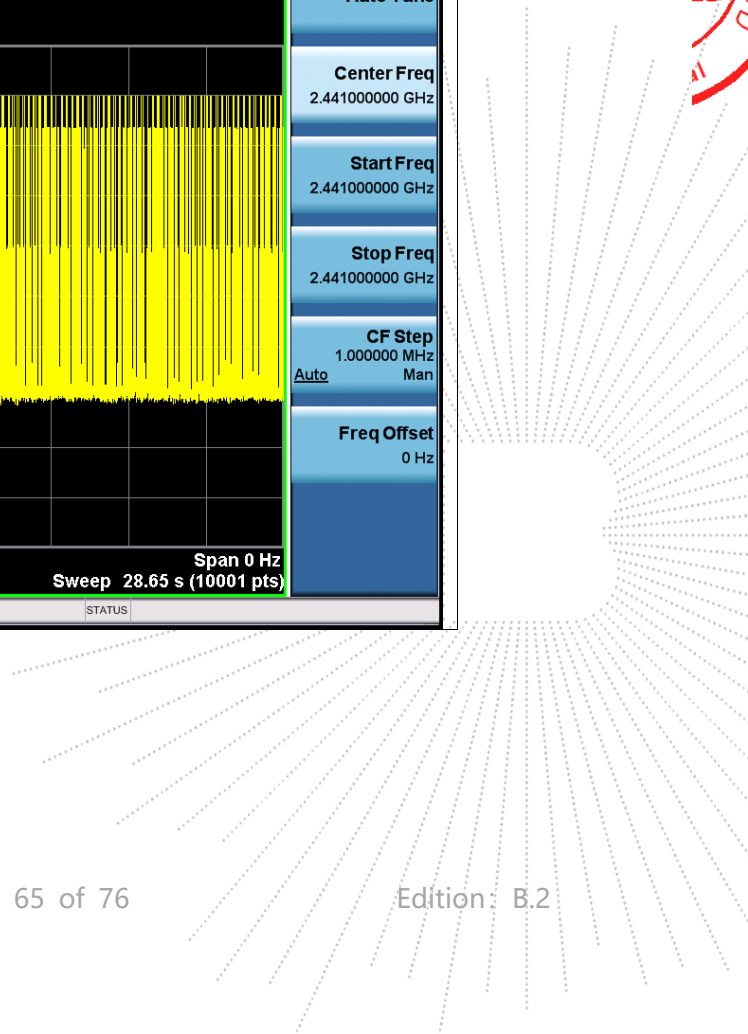 Center Freq
2.441000000 GHz
Start Freq
2.441000000 GHz
Stop Freq
2.441000000 GHz
CF Step
1.000000 MHz
Auto Man
Freq Offset
0 Hz
Span 0 Hz
Sweep 28.65 s (10001 pts)
STATUS
65 of 76 Edition: B.2